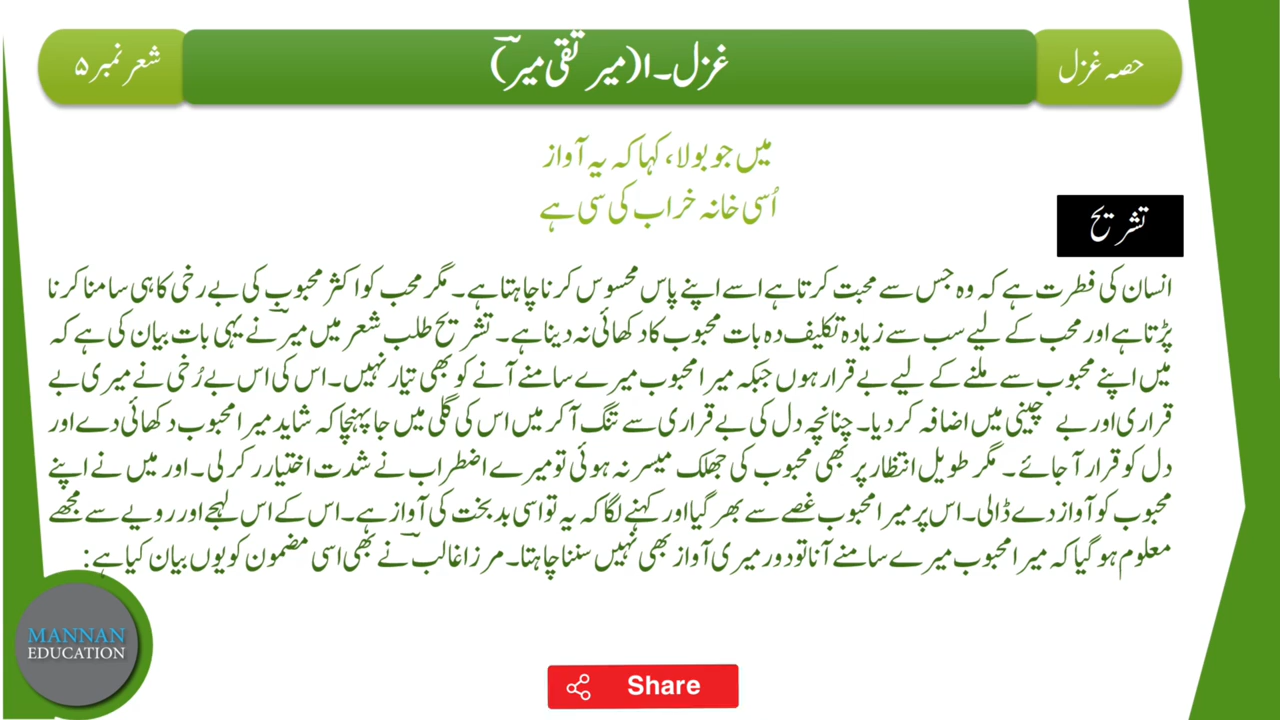 حصہ غزل
غزل۔۱(میر تقی میرؔ)
شعر نمبر ۵
میں جو بولا، کہا کہ یہ آواز
اُسی خانہ خراب کی سی ہے
تشریح
انسان کی فطرت ہے کہ وہ جس سے محبت کرتا ہے اسے اپنے پاس محسوس کرنا چاہتا ہے۔ مگر محب کو اکثر محبوب کی بے رخی کا ہی سامنا کرنا
پڑتا ہے اور محب کے لیے سب سے زیادہ تکلیف دہ بات محبوب کا دکھائی نہ دینا ہے۔ تشریح طلب شعر میں میرؔ نے یہی بات بیان کی ہے کہ
میں اپنے محبوب سے ملنے کے لیے بے قرار ہوں جبکہ میرا محبوب میرے سامنے آنے کو بھی تیار نہیں۔ اس کی اس بے رُخی نے میری بے
قراری اور بے چینی میں اضافہ کر دیا۔ چنانچہ دل کی بے قراری سے تنگ آ کر میں اس کی گلی میں جا پہنچا کہ شاید میرا محبوب دکھائی دے اور
دل کو قرار آ جائے۔ مگر طویل انتظار پر بھی محبوب کی جھلک میسر نہ ہوئی تو میرے اضطراب نے شدت اختیار کر لی۔ اور میں نے اپنے
محبوب کو آواز دے ڈالی۔ اس پر میرا محبوب غصے سے بھر گیا اور کہنے لگا کہ یہ تو اسی بدبخت کی آواز ہے۔ اس کے اس لہجے اور رویے سے مجھے
معلوم ہو گیا کہ میرا محبوب میرے سامنے آنا تو دور میری آواز بھی نہیں سننا چاہتا۔ مرزا غالبؔ نے بھی اسی مضمون کو یوں بیان کیا ہے:
MANNAN
EDUCATION
Share